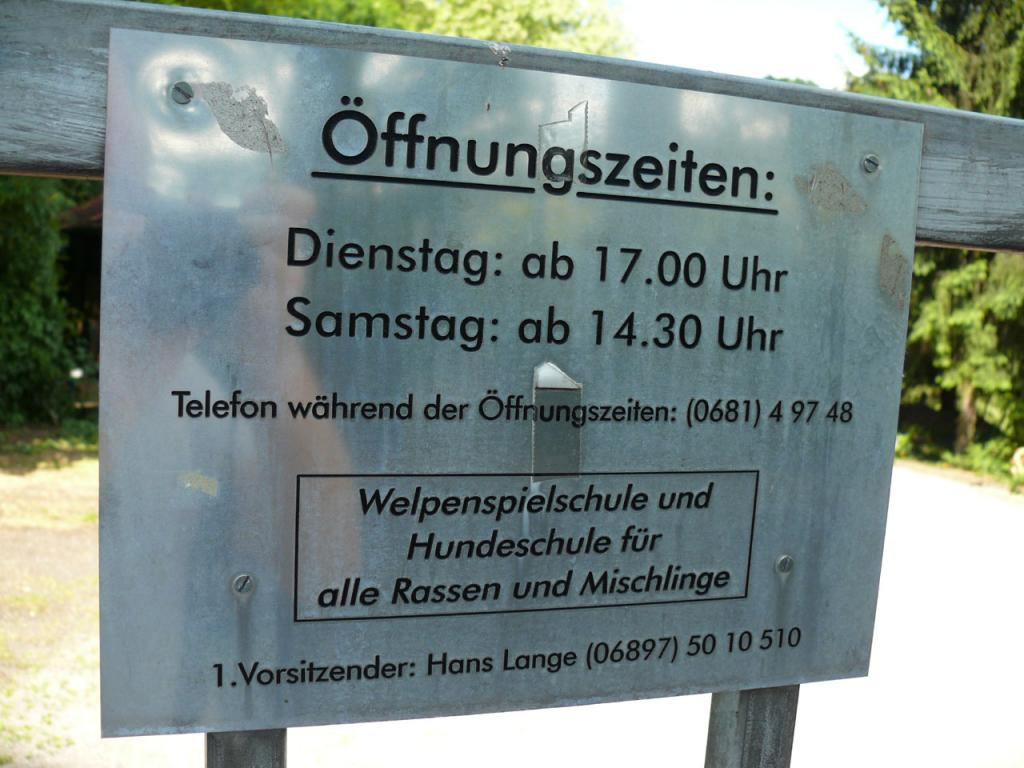 Öffnungszeiten:
Dienstag: ab 17.00 Uhr
Samstag: ab 14.30 Uhr
Telefon während der Öffnungszeiten: (0681) 4 97 48
Welpenspielschule und
Hundeschule für
alle Rassen und Mischlinge
1.Vorsitzender: Hans Lange (06897) 50 10 510